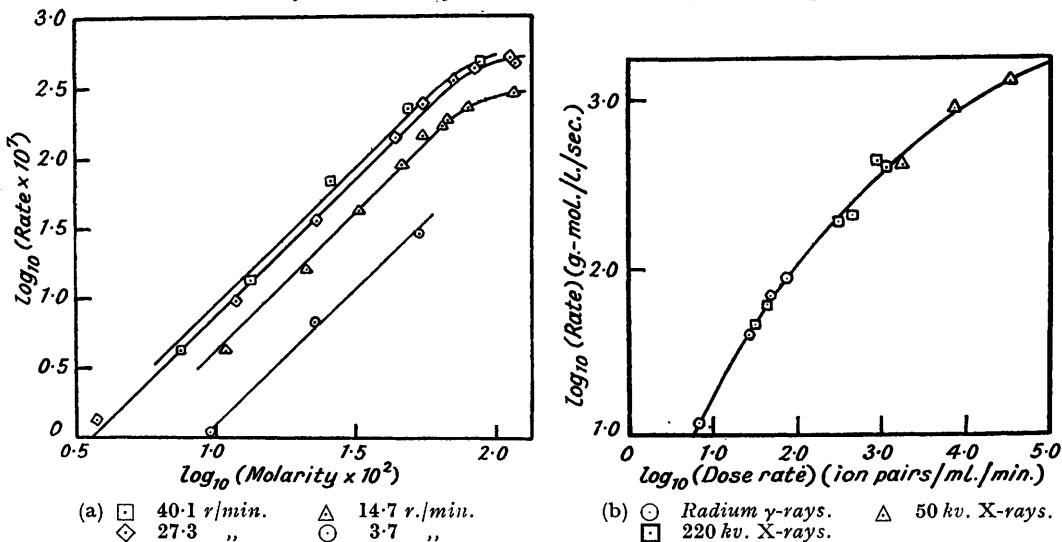 3·0
2·5
2·0
1·5
1·0
0·5
0
log₁₀ (Rate × 10⁷)
0·5 1·0 1·5 2·0
log₁₀ (Molarity × 10²)
(a) 40·1 r/min. 14·7 r./min.
27·3 ,, 3·7 ,,
3·0
2·0
1·0
log₁₀ (Rate) (g.-mol./l./sec.)
0 1·0 2·0 3·0 4·0 5·0
log₁₀ (Dose rate) (ion pairs/ml./min.)
(b) Radium γ-rays. 50 kv. X-rays.
220 kv. X-rays.